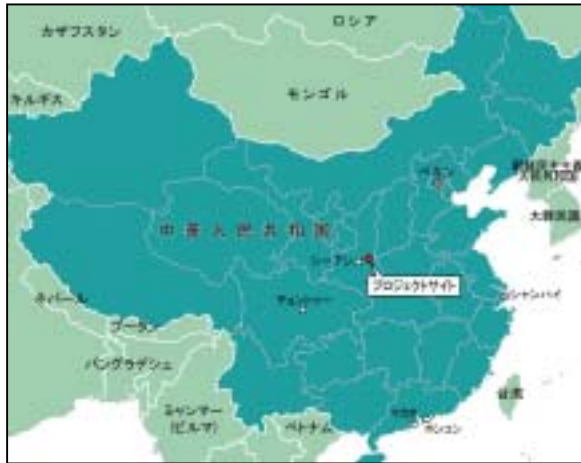 ロシア
カザフスタン
モンゴル
キルギス
ペキン
大韓民国
中華人民共和国
シーアン
プロジェクトサイト
シャンハイ
チェントゥー
ネパール
ブータン
バングラデシュ
台湾
ミャンマー
(ビルマ)
ベトナム
ホンコン